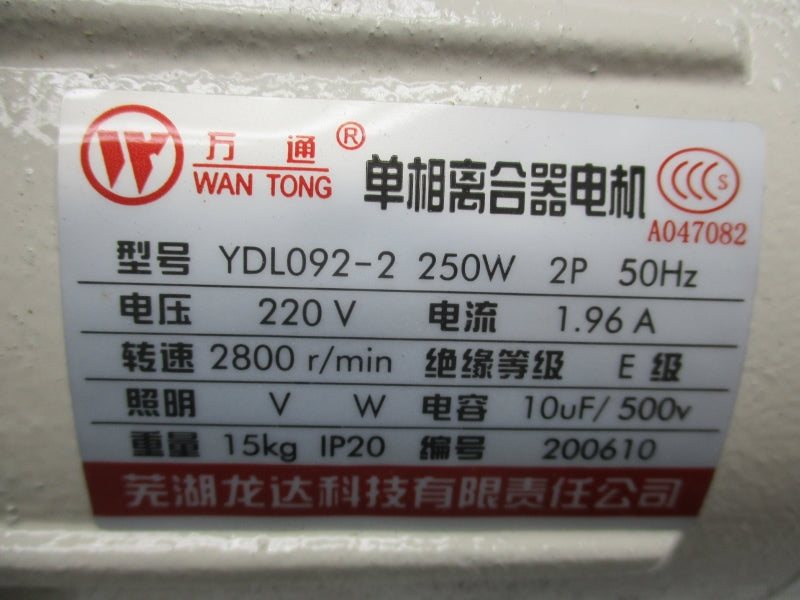 万通®
WAN TONG
单相离合器电机
CCC S
A047082
型号 YDL092-2 250W 2P 50Hz
电压 220 V 电流 1.96 A
转速 2800 r/min 绝缘等级 E 级
照明 V W 电容 10uF/500v
重量 15kg IP20 编号 200610
芜湖龙达科技有限责任公司